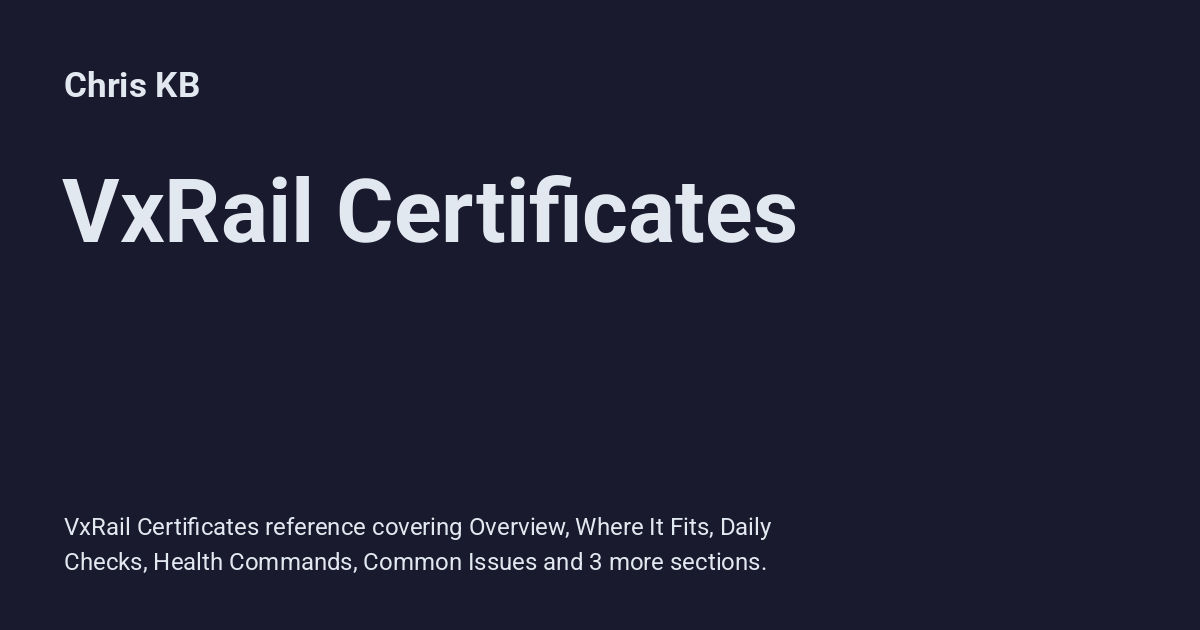 Chris KB
VxRail Certificates
VxRail Certificates reference covering Overview, Where It Fits, Daily
Checks, Health Commands, Common Issues and 3 more sections.